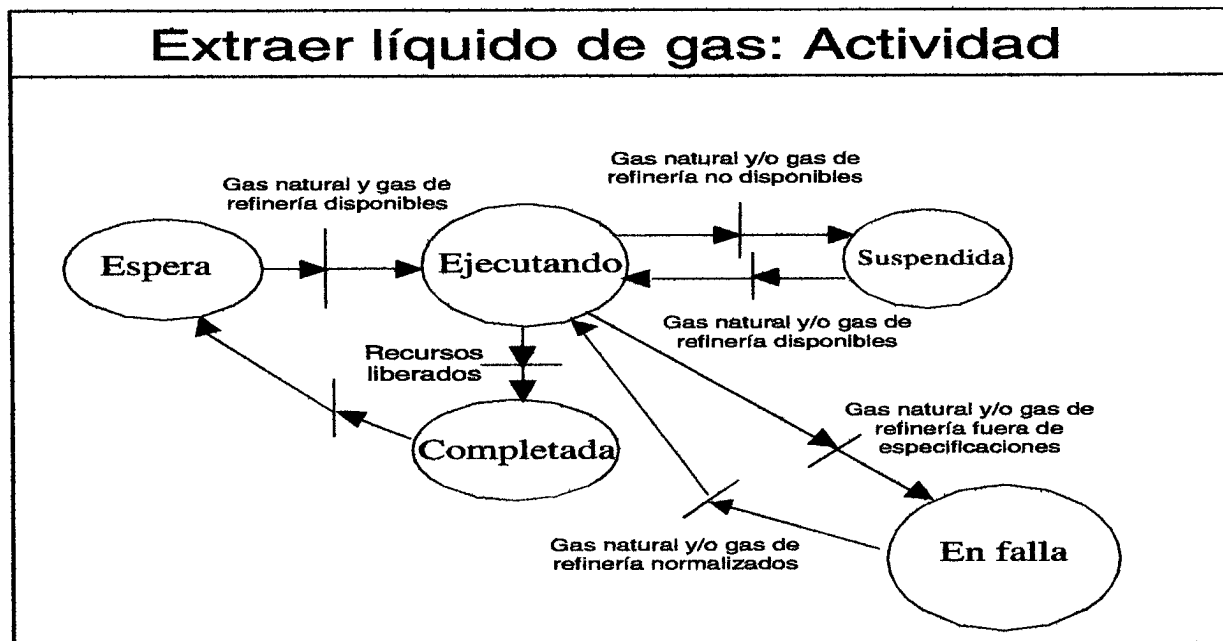 Extraer líquido de gas: Actividad
Gas natural y/o gas de
refinería no disponibles
Gas natural y gas de
refinería disponibles
Espera
Ejecutando
Suspendida
Gas natural y/o gas de
refinería disponibles
Recursos
liberados
Gas natural y/o gas de
refinería fuera de
especificaciones
Completada
Gas natural y/o gas de
refinería normalizados
En falla